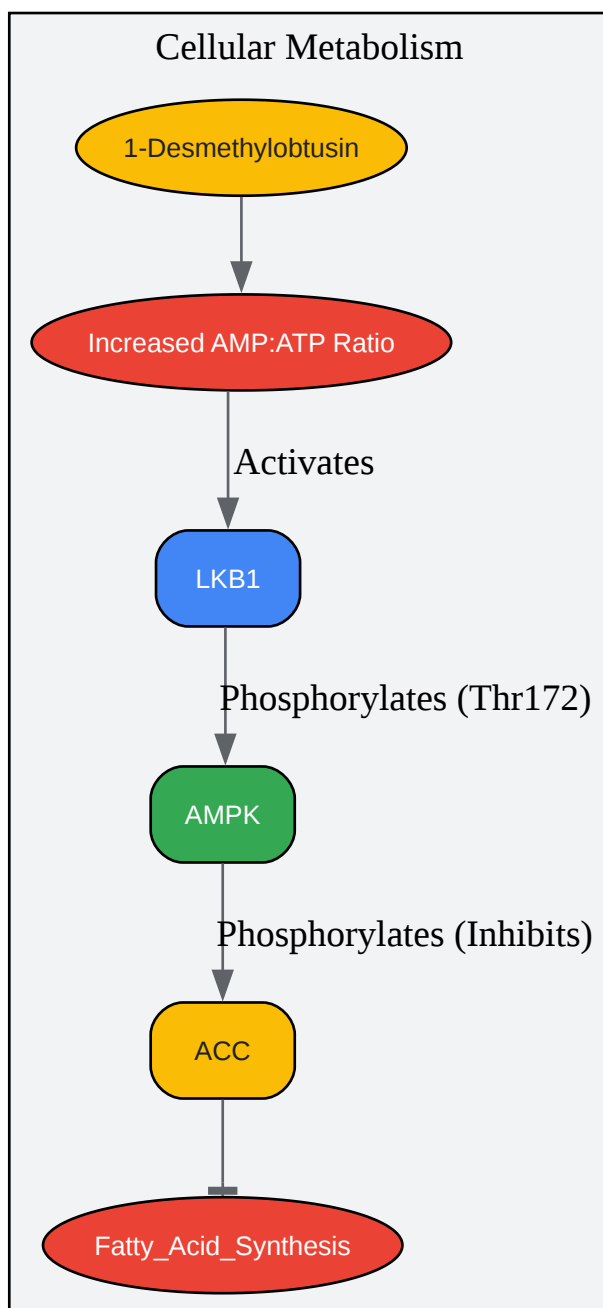 Cellular Metabolism
1-Desmethylobtusin
Increased AMP:ATP Ratio
Activates
LKB1
Phosphorylates (Thr172)
AMPK
Phosphorylates (Inhibits)
ACC
Fatty_Acid_Synthesis